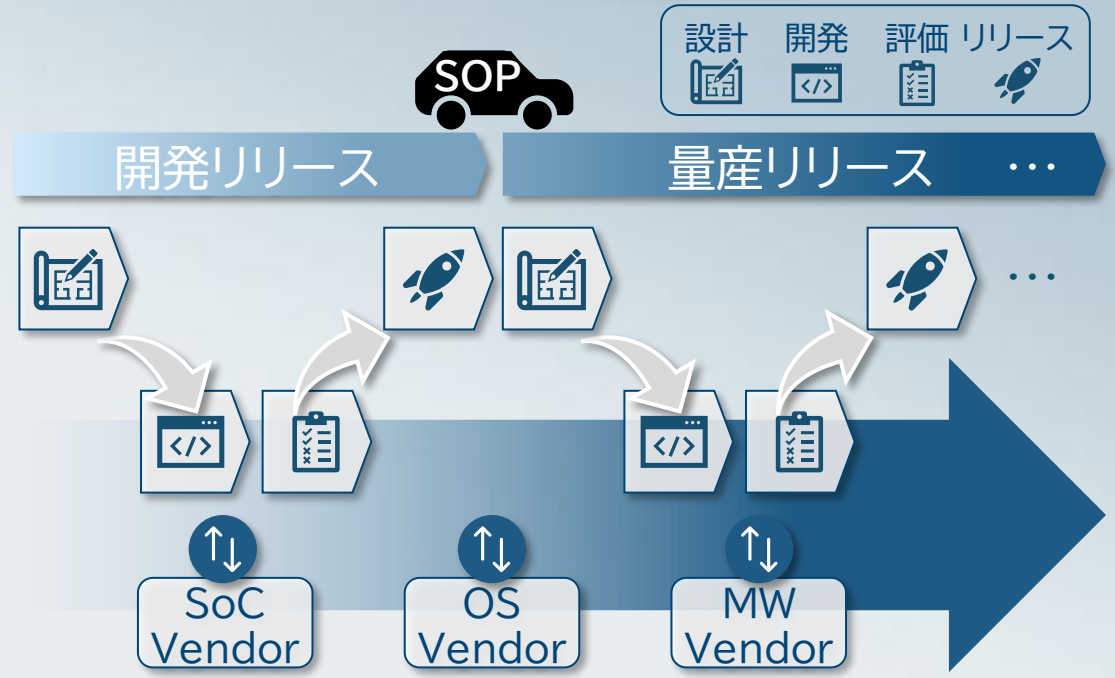 設計 開発 評価 リリース
</>
SOP
開発リリース
量産リリース ...
...
</>
</>
SoC
Vendor
OS
Vendor
MW
Vendor